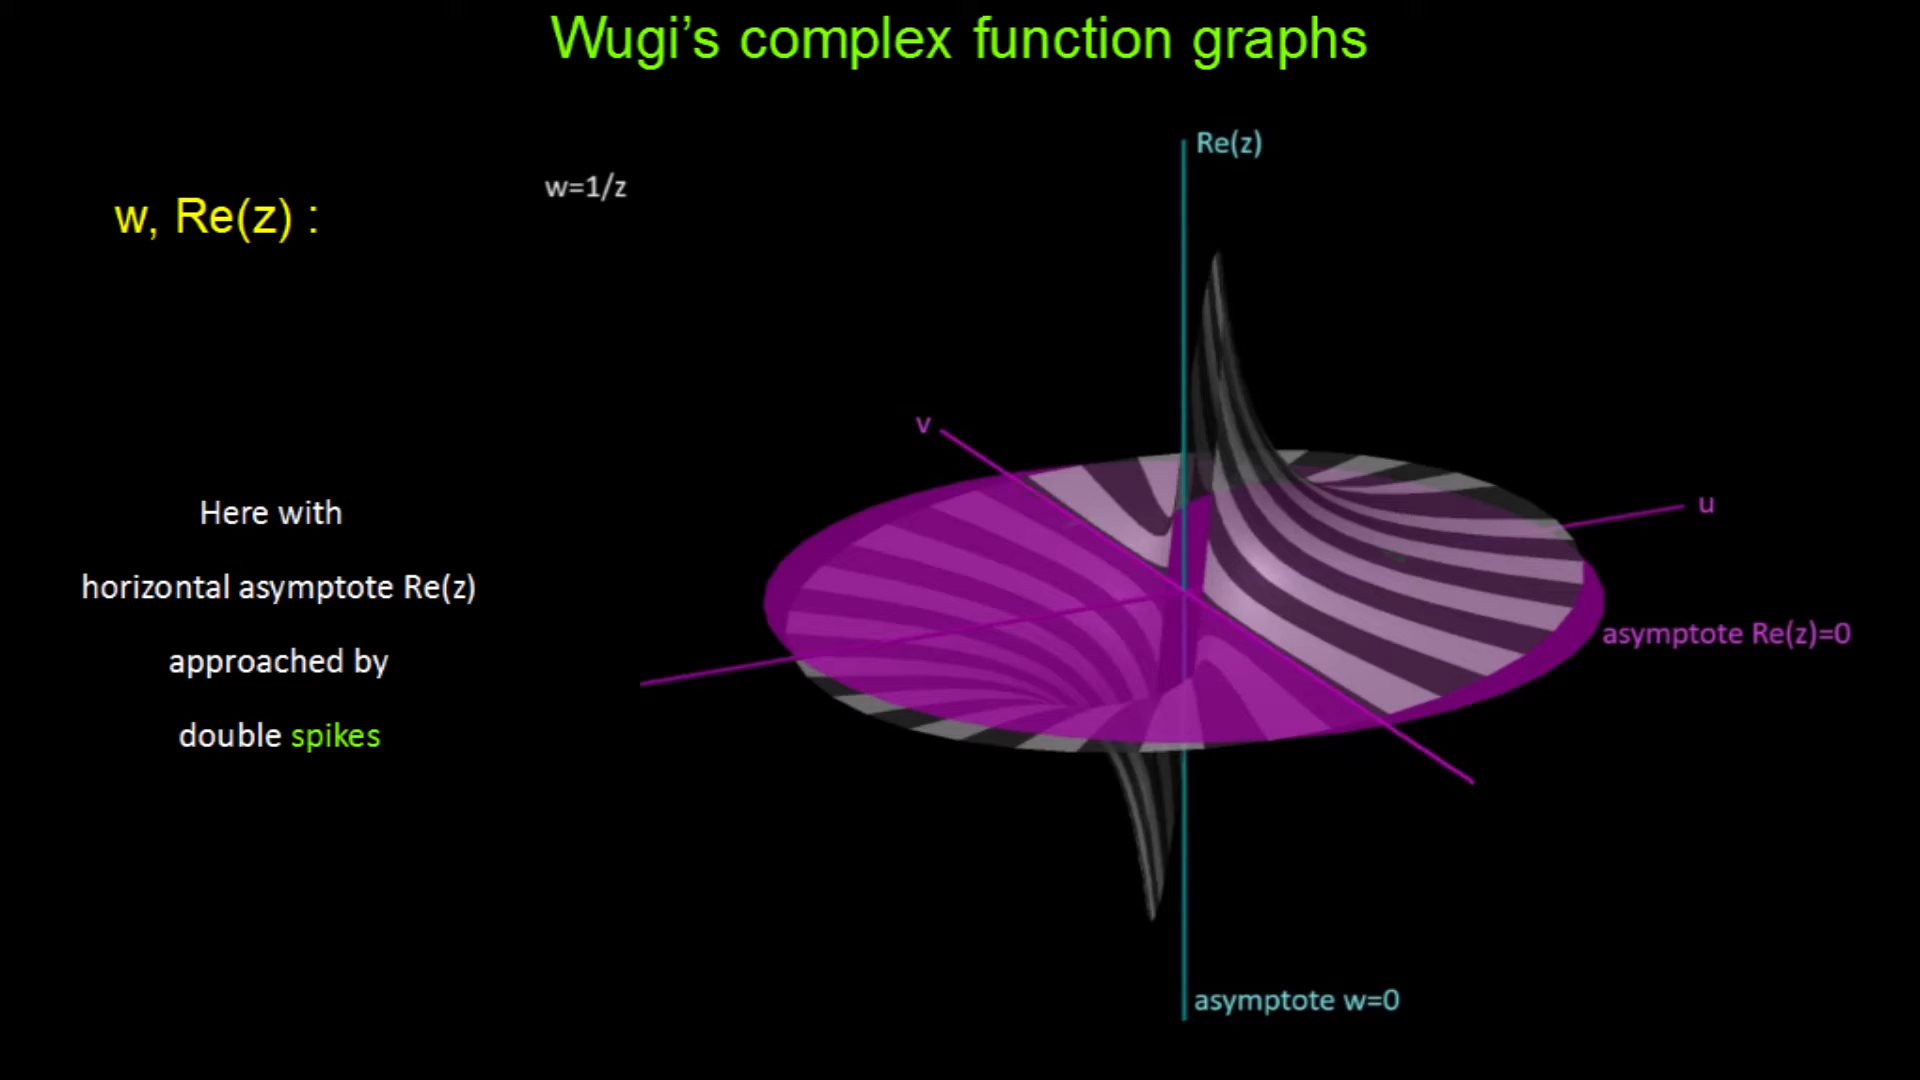 Wugi's complex function graphs
w, Re(z) :
w=1/z
Here with
horizontal asymptote Re(z)
approached by
double spikes
Re(z)
v
u
asymptote Re(z)=0
asymptote w=0